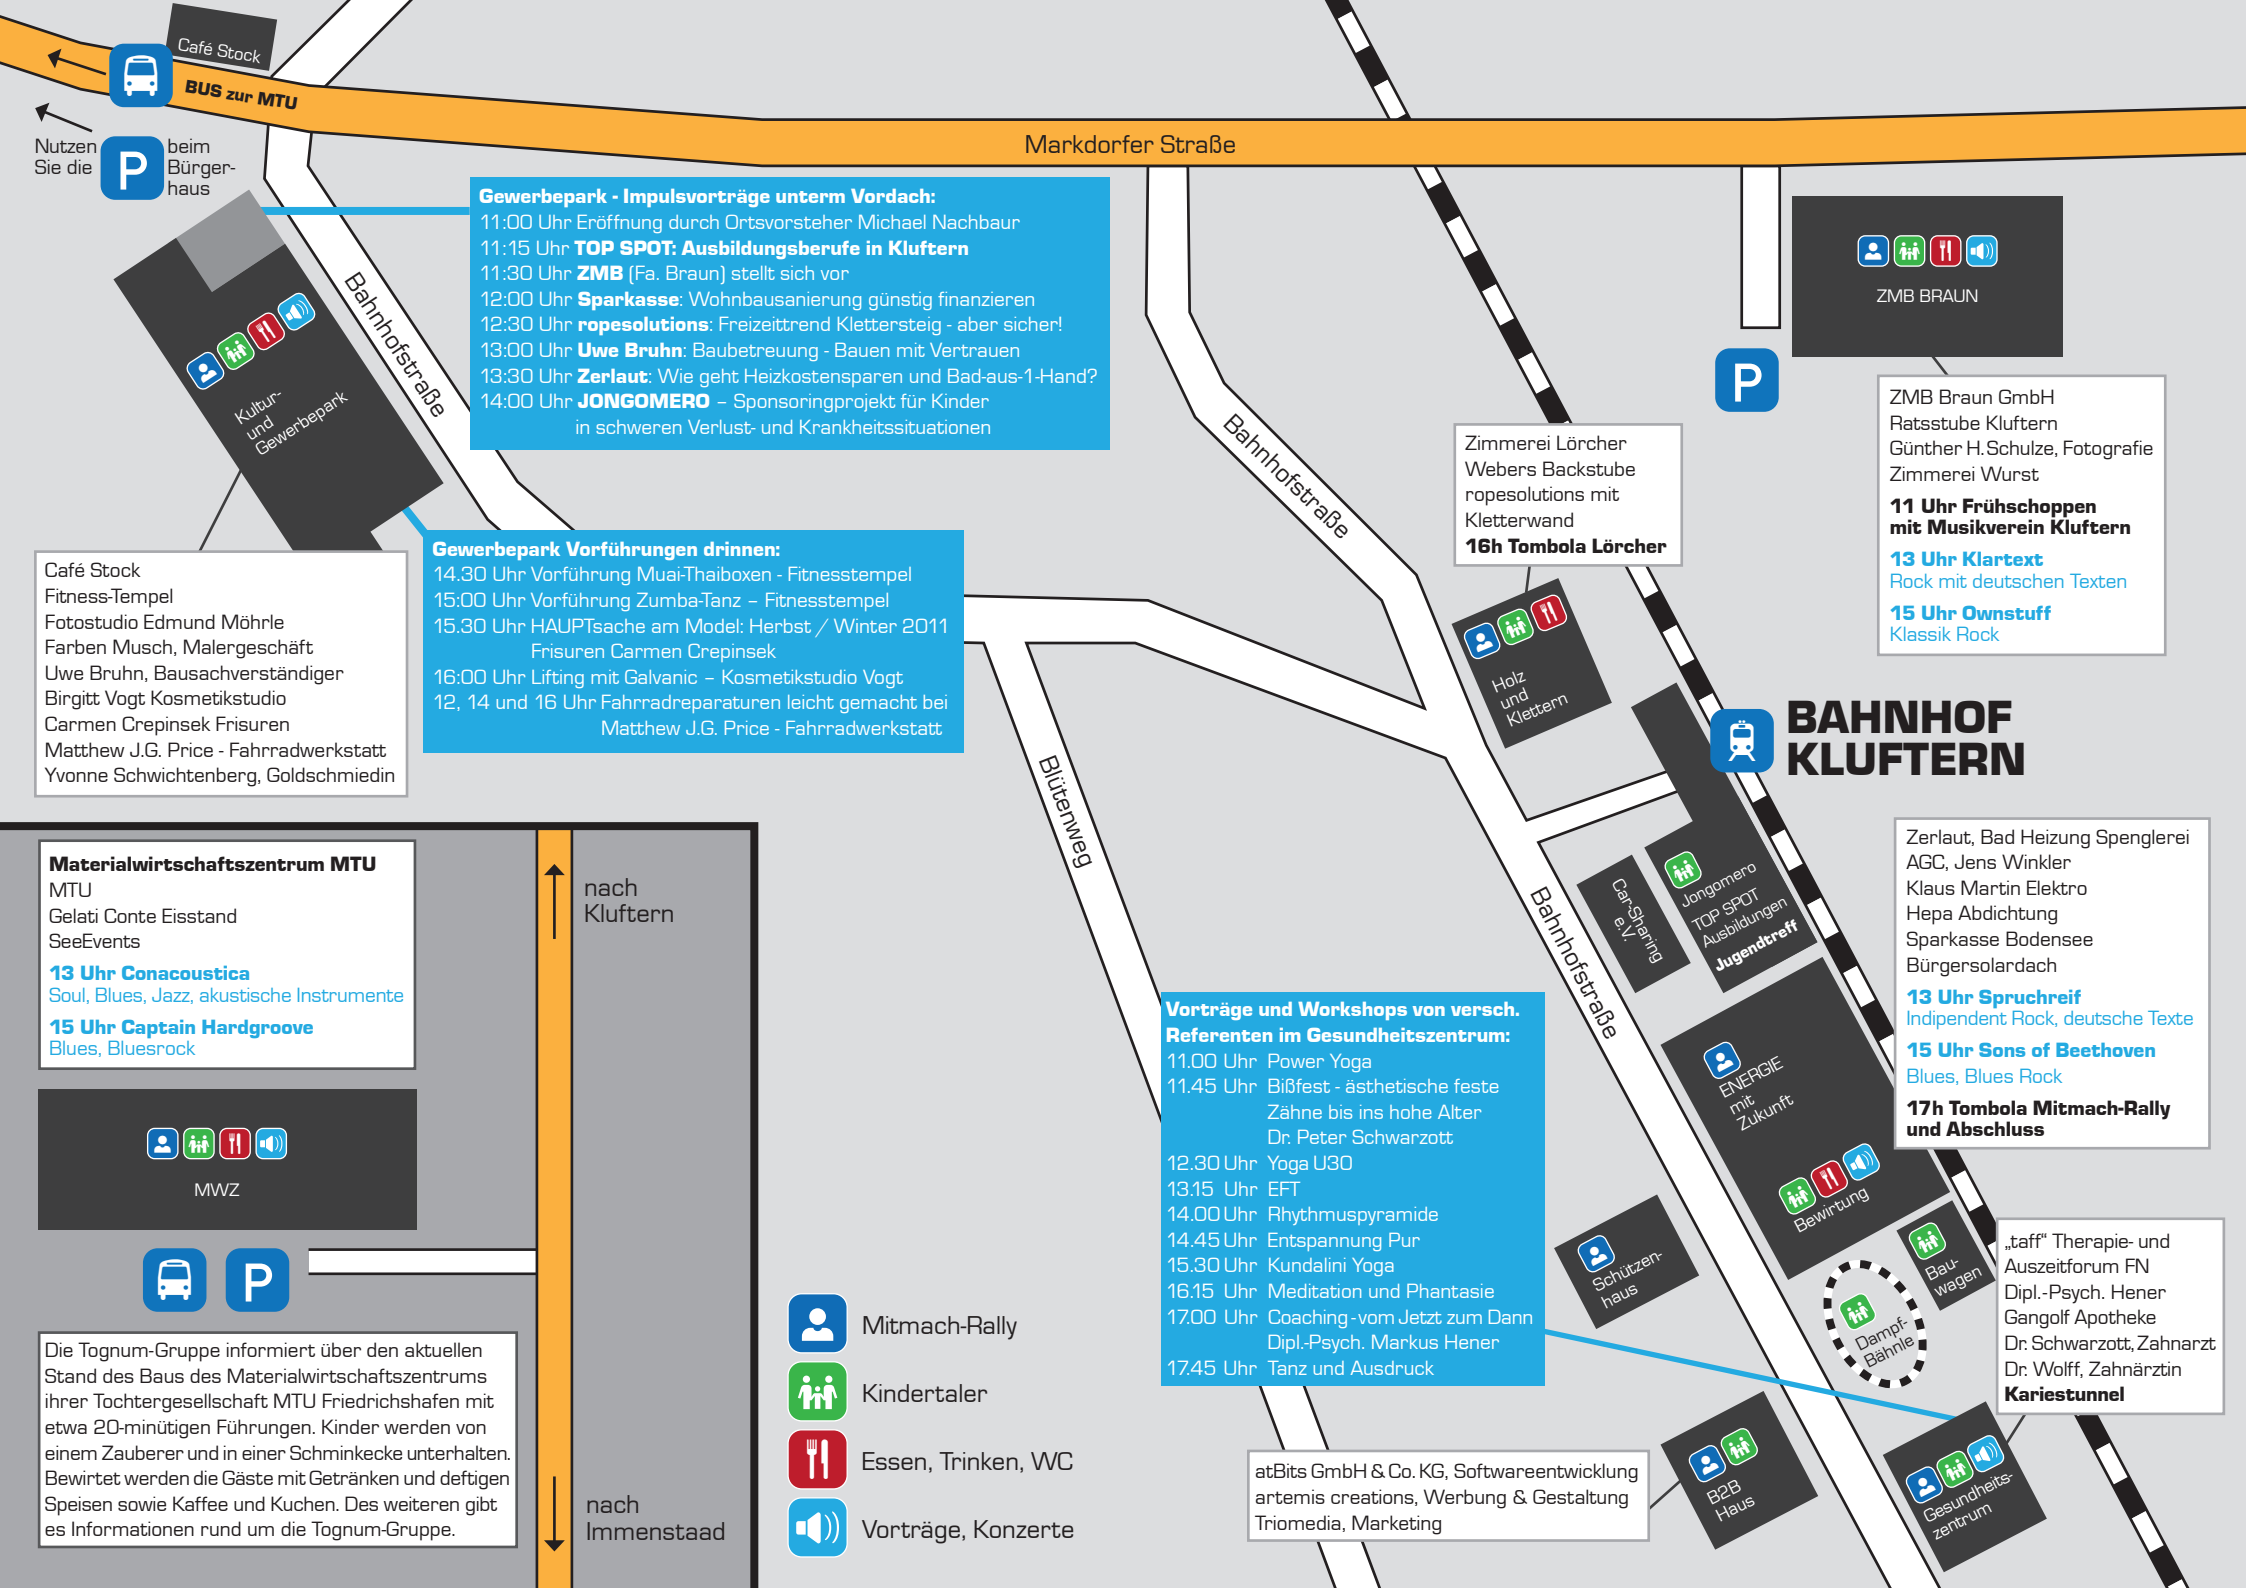 Café Stock
BUS zur MTU
Markdorfer Straße
Nutzen
Sie die
P
beim
Bürger-
haus
Gewerbepark - Impulsvorträge unterm Vordach:
11:00 Uhr Eröffnung durch Ortsvorsteher Michael Nachbaur
11:15 Uhr TOP SPOT: Ausbildungsberufe in Kluftern
11:30 Uhr ZMB (Fa. Braun) stellt sich vor
12:00 Uhr Sparkasse: Wohnbausanierung günstig finanzieren
12:30 Uhr ropesolutions: Freizeittrend Klettersteig - aber sicher!
13:00 Uhr Uwe Bruhn: Baubetreuung - Bauen mit Vertrauen
13:30 Uhr Zerlaut: Wie geht Heizkostensparen und Bad-aus-1-Hand?
14:00 Uhr JONGOMERO – Sponsoringprojekt für Kinder
in schweren Verlust- und Krankheitssituationen
Bahnhofstraße
Kultur-
und
Gewerbepark
ZMB BRAUN
P
ZMB Braun GmbH
Ratsstube Kluftern
Günther H. Schulze, Fotografie
Zimmerei Wurst
11 Uhr Frühschoppen
mit Musikverein Kluftern
13 Uhr Klartext
Rock mit deutschen Texten
15 Uhr Ownstuff
Klassik Rock
Bahnhofstraße
Zimmerei Lörcher
Webers Backstube
ropesolutions mit
Kletterwand
16h Tombola Lörcher
Holz
und
Klettern
Gewerbepark Vorführungen drinnen:
14.30 Uhr Vorführung Muai-Thaiboxen - Fitnesstempel
15:00 Uhr Vorführung Zumba-Tanz – Fitnesstempel
15.30 Uhr HAUPTsache am Model: Herbst / Winter 2011
Frisuren Carmen Crepinsek
16:00 Uhr Lifting mit Galvanic – Kosmetikstudio Vogt
12, 14 und 16 Uhr Fahrradreparaturen leicht gemacht bei
Matthew J.G. Price - Fahrradwerkstatt
Café Stock
Fitness-Tempel
Fotostudio Edmund Möhrle
Farben Musch, Malergeschäft
Uwe Bruhn, Bausachverständiger
Birgitt Vogt Kosmetikstudio
Carmen Crepinsek Frisuren
Matthew J.G. Price - Fahrradwerkstatt
Yvonne Schwichtenberg, Goldschmiedin
BAHNHOF
KLUFTERN
Blütenweg
Materialwirtschaftszentrum MTU
MTU
Gelati Conte Eisstand
SeeEvents
13 Uhr Conacoustica
Soul, Blues, Jazz, akustische Instrumente
15 Uhr Captain Hardgroove
Blues, Bluesrock
nach
Kluftern
MWZ
P
Die Tognum-Gruppe informiert über den aktuellen
Stand des Baus des Materialwirtschaftszentrums
ihrer Tochtergesellschaft MTU Friedrichshafen mit
etwa 20-minütigen Führungen. Kinder werden von
einem Zauberer und in einer Schminkecke unterhalten.
Bewirtet werden die Gäste mit Getränken und deftigen
Speisen sowie Kaffee und Kuchen. Des weiteren gibt
es Informationen rund um die Tognum-Gruppe.
nach
Immenstaad
Mitmach-Rally
Kindertaler
Essen, Trinken, WC
Vorträge, Konzerte
Bahnhofstraße
Car-Sharing
e.V.
Jongomero
TOP SPOT
Ausbildungen
Jugendtreff
Zerlaut, Bad Heizung Spenglerei
AGC, Jens Winkler
Klaus Martin Elektro
Hepa Abdichtung
Sparkasse Bodensee
Bürgersolardach
13 Uhr Spruchreif
Indipendent Rock, deutsche Texte
15 Uhr Sons of Beethoven
Blues, Blues Rock
17h Tombola Mitmach-Rally
und Abschluss
ENERGIE
mit
Zukunft
Bewirtung
Vorträge und Workshops von versch.
Referenten im Gesundheitszentrum:
11.00 Uhr Power Yoga
11.45 Uhr Bißfest - ästhetische feste
Zähne bis ins hohe Alter
Dr. Peter Schwarzott
12.30 Uhr Yoga U30
13.15 Uhr EFT
14.00 Uhr Rhythmuspyramide
14.45 Uhr Entspannung Pur
15.30 Uhr Kundalini Yoga
16.15 Uhr Meditation und Phantasie
17.00 Uhr Coaching - vom Jetzt zum Dann
Dipl.-Psych. Markus Hener
17.45 Uhr Tanz und Ausdruck
Schützen-
haus
Bau-
wagen
Dampf-
Bähnle
„taff“ Therapie- und
Auszeitforum FN
Dipl.-Psych. Hener
Gangolf Apotheke
Dr. Schwarzott, Zahnarzt
Dr. Wolff, Zahnärztin
Kariestunnel
atBits GmbH & Co. KG, Softwareentwicklung
artemis creations, Werbung & Gestaltung
Triomedia, Marketing
B2B
Haus
Gesundheits-
zentrum